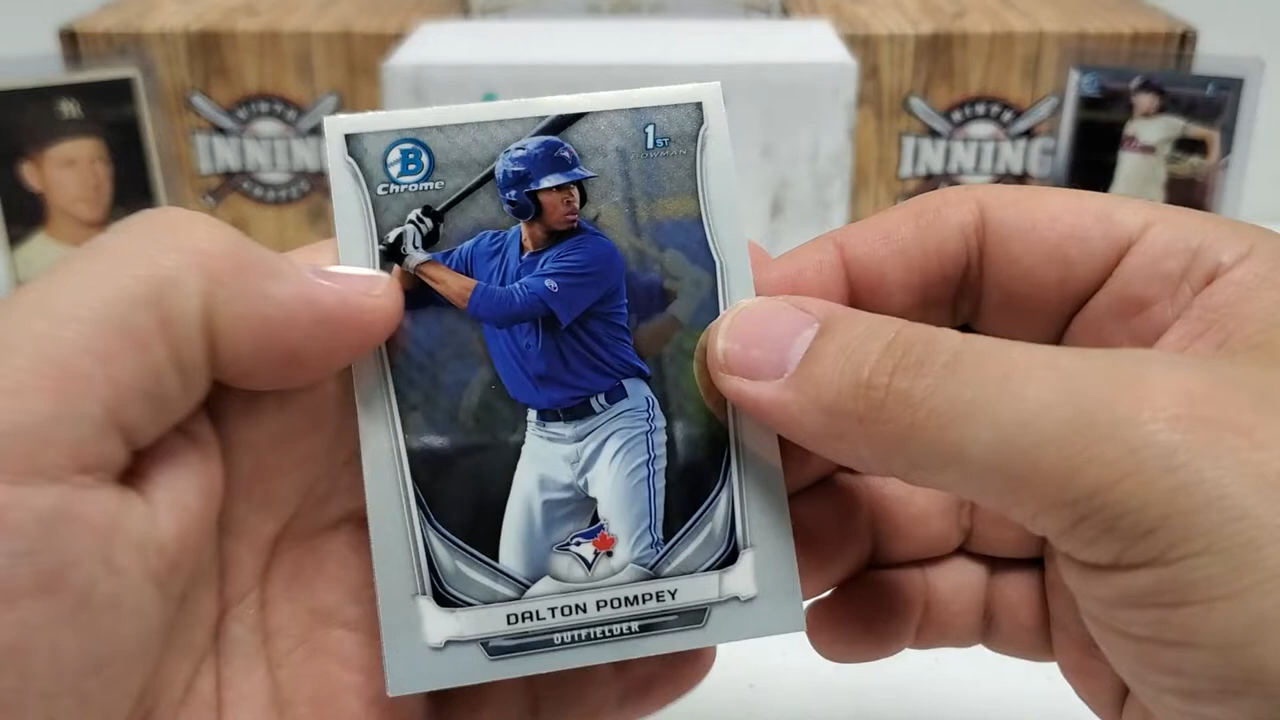 INNING
INNING
B
Chrome
1ST
BOWMAN
DALTON POMPEY
OUTFIELDER